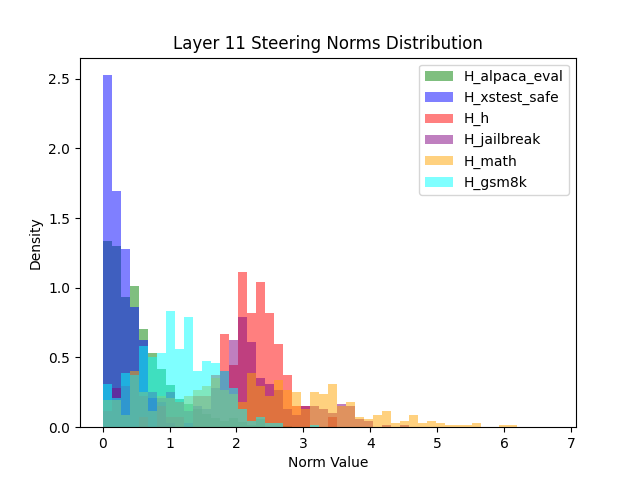 Layer 11 Steering Norms Distribution
H_alpaca_eval
H_xstest_safe
H_h
H_jailbreak
H_math
H_gsm8k
Density
2.5
2.0
1.5
1.0
0.5
0.0
0 1 2 3 4 5 6 7
Norm Value